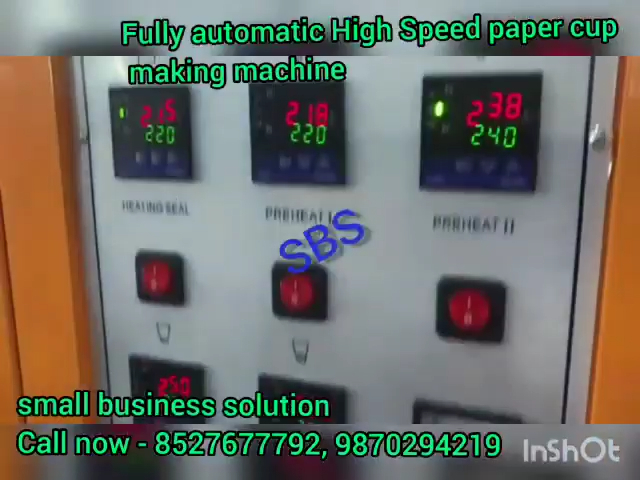 Fully automatic High Speed paper cup
making machine
215
220
218
220
238
240
HEATING SEAL
PREHEAT I
PREHEAT II
SBS
250
small business solution
Call now - 8527677792, 9870294219
InShOt